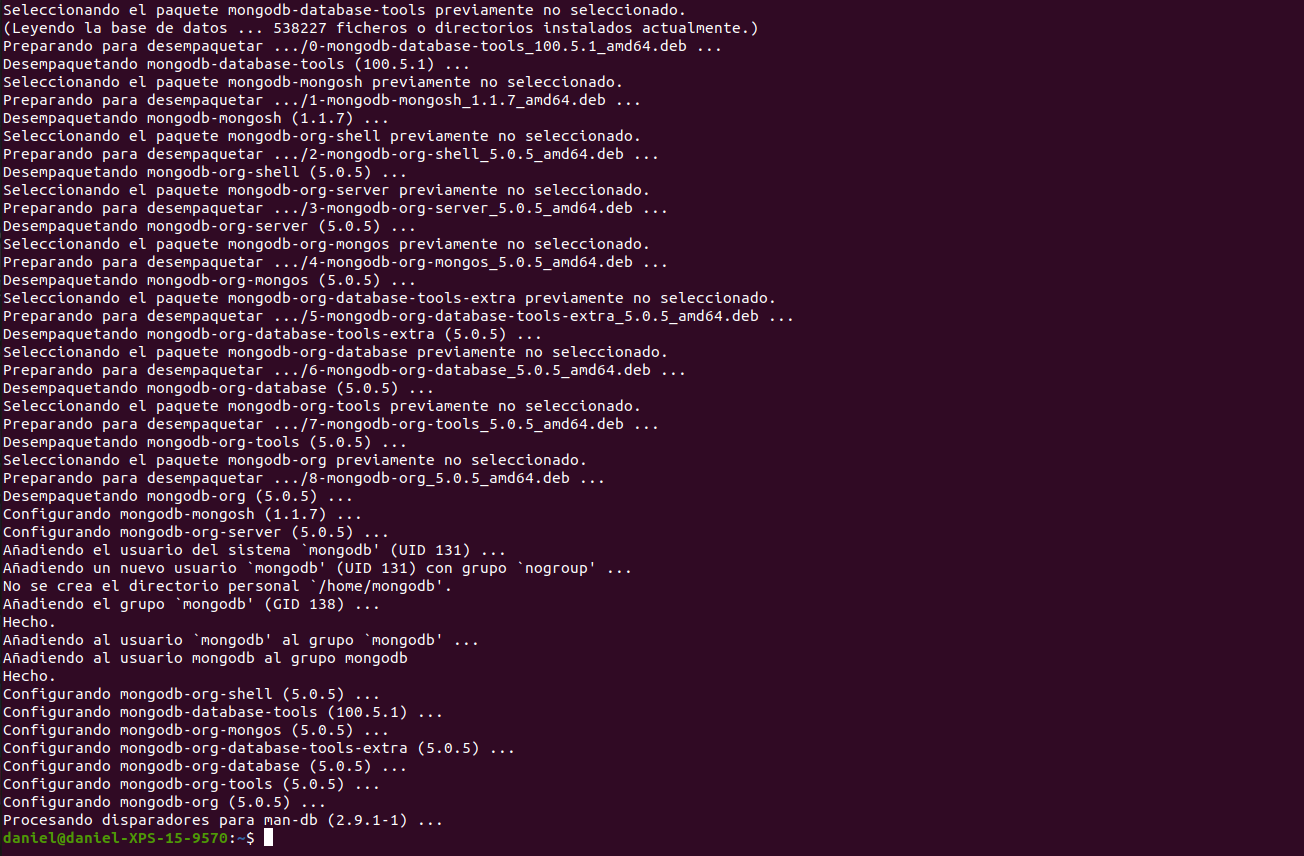 Seleccionando el paquete mongodb-database-tools previamente no seleccionado.
(Leyendo la base de datos ... 538227 ficheros o directorios instalados actualmente.)
Preparando para desempaquetar .../0-mongodb-database-tools_100.5.1_amd64.deb ...
Desempaquetando mongodb-database-tools (100.5.1) ...
Seleccionando el paquete mongodb-mongosh previamente no seleccionado.
Preparando para desempaquetar .../1-mongodb-mongosh_1.1.7_amd64.deb ...
Desempaquetando mongodb-mongosh (1.1.7) ...
Seleccionando el paquete mongodb-org-shell previamente no seleccionado.
Preparando para desempaquetar .../2-mongodb-org-shell_5.0.5_amd64.deb ...
Desempaquetando mongodb-org-shell (5.0.5) ...
Seleccionando el paquete mongodb-org-server previamente no seleccionado.
Preparando para desempaquetar .../3-mongodb-org-server_5.0.5_amd64.deb ...
Desempaquetando mongodb-org-server (5.0.5) ...
Seleccionando el paquete mongodb-org-mongos previamente no seleccionado.
Preparando para desempaquetar .../4-mongodb-org-mongos_5.0.5_amd64.deb ...
Desempaquetando mongodb-org-mongos (5.0.5) ...
Seleccionando el paquete mongodb-org-database-tools-extra previamente no seleccionado.
Preparando para desempaquetar .../5-mongodb-org-database-tools-extra_5.0.5_amd64.deb ...
Desempaquetando mongodb-org-database-tools-extra (5.0.5) ...
Seleccionando el paquete mongodb-org-database previamente no seleccionado.
Preparando para desempaquetar .../6-mongodb-org-database_5.0.5_amd64.deb ...
Desempaquetando mongodb-org-database (5.0.5) ...
Seleccionando el paquete mongodb-org-tools previamente no seleccionado.
Preparando para desempaquetar .../7-mongodb-org-tools_5.0.5_amd64.deb ...
Desempaquetando mongodb-org-tools (5.0.5) ...
Seleccionando el paquete mongodb-org previamente no seleccionado.
Preparando para desempaquetar .../8-mongodb-org_5.0.5_amd64.deb ...
Desempaquetando mongodb-org (5.0.5) ...
Configurando mongodb-mongosh (1.1.7) ...
Configurando mongodb-org-server (5.0.5) ...
Añadiendo el usuario del sistema `mongodb' (UID 131) ...
Añadiendo un nuevo usuario `mongodb' (UID 131) con grupo `nogroup' ...
No se crea el directorio personal `/home/mongodb'.
Añadiendo el grupo `mongodb' (GID 138) ...
Hecho.
Añadiendo al usuario `mongodb' al grupo `mongodb' ...
Añadiendo al usuario mongodb al grupo mongodb
Hecho.
Configurando mongodb-org-shell (5.0.5) ...
Configurando mongodb-database-tools (100.5.1) ...
Configurando mongodb-org-mongos (5.0.5) ...
Configurando mongodb-org-database-tools-extra (5.0.5) ...
Configurando mongodb-org-database (5.0.5) ...
Configurando mongodb-org-tools (5.0.5) ...
Configurando mongodb-org (5.0.5) ...
Procesando disparadores para man-db (2.9.1-1) ...
daniel@daniel-XPS-15-9570:~$